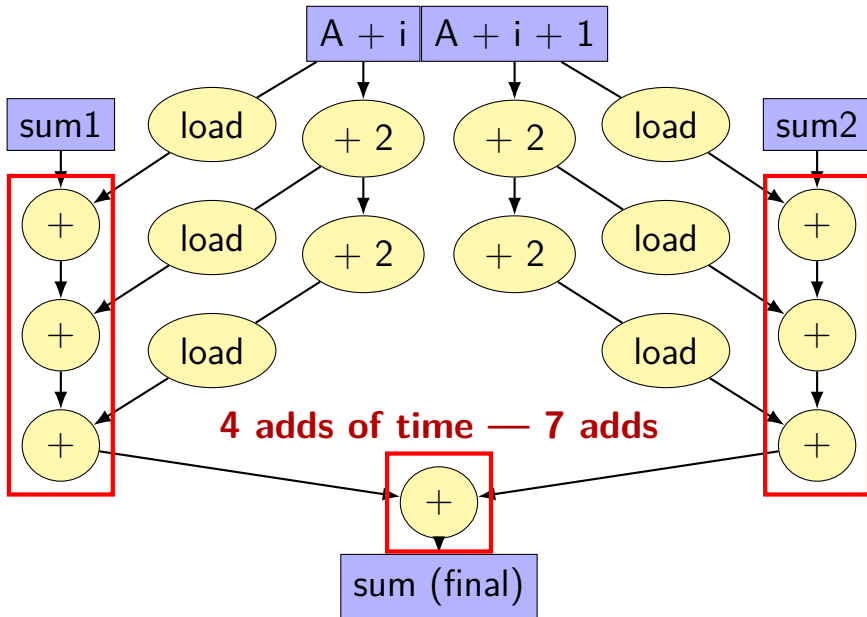 A + i
A + i + 1
sum1
load
+ 2
+ 2
load
sum2
+
load
+ 2
+ 2
load
+
+
load
load
+
+
4 adds of time — 7 adds
+
+
sum (final)